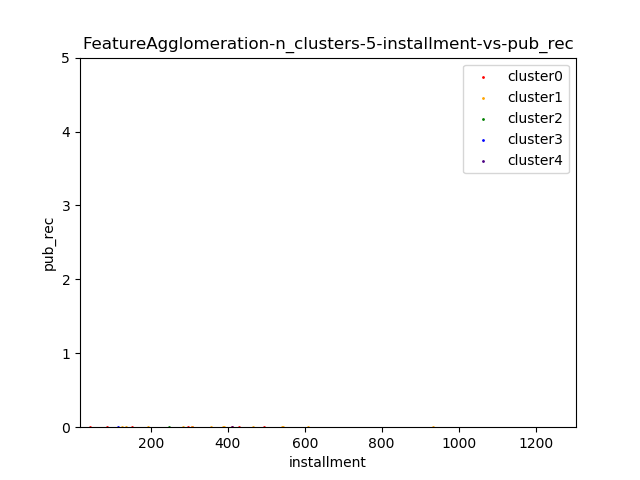 FeatureAgglomeration-n_clusters-5-installment-vs-pub_rec
cluster0
cluster1
cluster2
cluster3
cluster4
5
4
3
2
1
0
pub_rec
200 400 600 800 1000 1200
installment